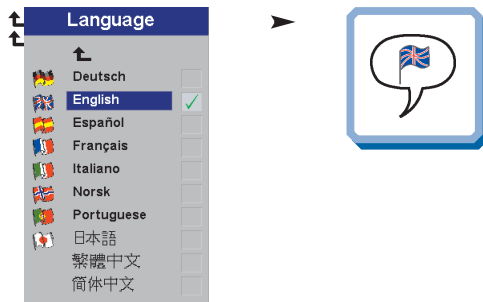 Language
Deutsch
English
Español
Français
Italiano
Norsk
Portuguese
日本語
繁體中文
简体中文